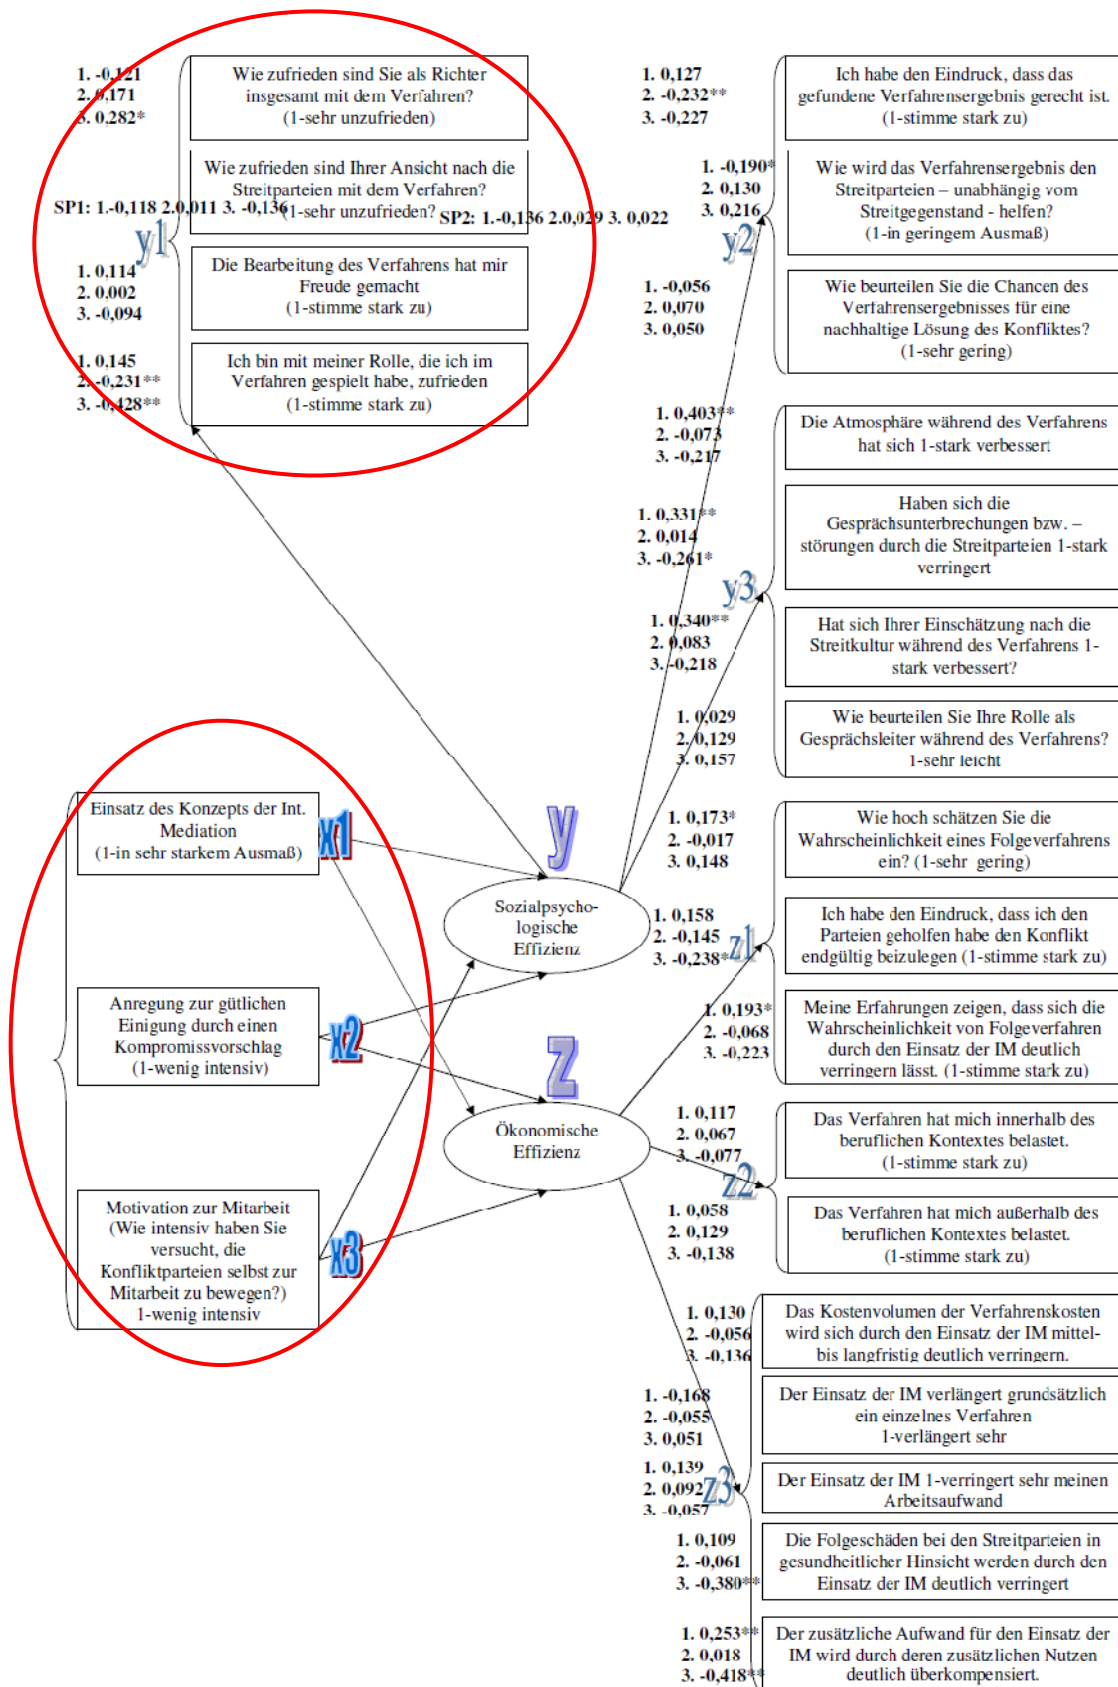 1. -0,121
2. 0,171
3. 0,282*
Wie zufrieden sind Sie als Richter
insgesamt mit dem Verfahren?
(1-sehr unzufrieden)
Wie zufrieden sind Ihrer Ansicht nach die
Streitparteien mit dem Verfahren?
(1-sehr unzufrieden?
SP1: 1.-0,118 2.0,011 3. -0,136
SP2: 1.-0,136 2.0,029 3. 0,022
y1
1. 0,114
2. 0,002
3. -0,094
Die Bearbeitung des Verfahrens hat mir
Freude gemacht
(1-stimme stark zu)
1. 0,145
2. -0,231**
3. -0,428**
Ich bin mit meiner Rolle, die ich im
Verfahren gespielt habe, zufrieden
(1-stimme stark zu)
1. 0,127
2. -0,232**
3. -0,227
Ich habe den Eindruck, dass das
gefundene Verfahrensergebnis gerecht ist.
(1-stimme stark zu)
1. -0,190*
2. 0,130
3. 0,216
y2
Wie wird das Verfahrensergebnis den
Streitparteien – unabhängig vom
Streitgegenstand - helfen?
(1-in geringem Ausmaß)
1. -0,056
2. 0,070
3. 0,050
Wie beurteilen Sie die Chancen des
Verfahrensergebnisses für eine
nachhaltige Lösung des Konfliktes?
(1-sehr gering)
1. 0,403**
2. -0,073
3. -0,217
Die Atmosphäre während des Verfahrens
hat sich 1-stark verbessert
1. 0,331**
2. 0,014
3. -0,261*
y3
Haben sich die
Gesprächsunterbrechungen bzw. –
störungen durch die Streitparteien 1-stark
verringert
1. 0,340**
2. 0,083
3. -0,218
Hat sich Ihrer Einschätzung nach die
Streitkultur während des Verfahrens 1-
stark verbessert?
1. 0,029
2. 0,129
3. 0,157
Wie beurteilen Sie Ihre Rolle als
Gesprächsleiter während des Verfahrens?
1-sehr leicht
Einsatz des Konzepts der Int.
Mediation
(1-in sehr starkem Ausmaß)
x1
Anregung zur gütlichen
Einigung durch einen
Kompromissvorschlag
(1-wenig intensiv)
x2
Motivation zur Mitarbeit
(Wie intensiv haben Sie
versucht, die
Konfliktparteien selbst zur
Mitarbeit zu bewegen?)
1-wenig intensiv
x3
y
Sozialpsycho-
logische
Effizienz
z
Ökonomische
Effizienz
1. 0,173*
2. -0,017
3. 0,148
Wie hoch schätzen Sie die
Wahrscheinlichkeit eines Folgeverfahrens
ein? (1-sehr gering)
1. 0,158
2. -0,145
3. -0,238*
z1
Ich habe den Eindruck, dass ich den
Parteien geholfen habe den Konflikt
endgültig beizulegen (1-stimme stark zu)
1. 0,193*
2. -0,068
3. -0,223
Meine Erfahrungen zeigen, dass sich die
Wahrscheinlichkeit von Folgeverfahren
durch den Einsatz der IM deutlich
verringern lässt. (1-stimme stark zu)
1. 0,117
2. 0,067
3. -0,077
z2
Das Verfahren hat mich innerhalb des
beruflichen Kontextes belastet.
(1-stimme stark zu)
1. 0,058
2. 0,129
3. -0,138
Das Verfahren hat mich außerhalb des
beruflichen Kontextes belastet.
(1-stimme stark zu)
1. 0,130
2. -0,056
3. -0,136
Das Kostenvolumen der Verfahrenskosten
wird sich durch den Einsatz der IM mittel-
bis langfristig deutlich verringern.
1. -0,168
2. -0,055
3. 0,051
Der Einsatz der IM verlängert grundsätzlich
ein einzelnes Verfahren
1-verlängert sehr
1. 0,139
2. 0,092
3. -0,057
z3
Der Einsatz der IM 1-verringert sehr meinen
Arbeitsaufwand
1. 0,109
2. -0,061
3. -0,380**
Die Folgeschäden bei den Streitparteien in
gesundheitlicher Hinsicht werden durch den
Einsatz der IM deutlich verringert
1. 0,253**
2. 0,018
3. -0,418**
Der zusätzliche Aufwand für den Einsatz der
IM wird durch deren zusätzlichen Nutzen
deutlich überkompensiert.